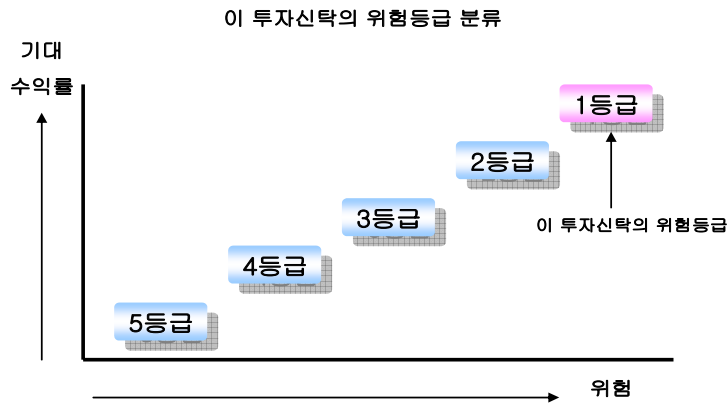 이 투자신탁의 위험등급 분류
기대
수익률
1등급
2등급
3등급
이 투자신탁의 위험등급
4등급
5등급
위험